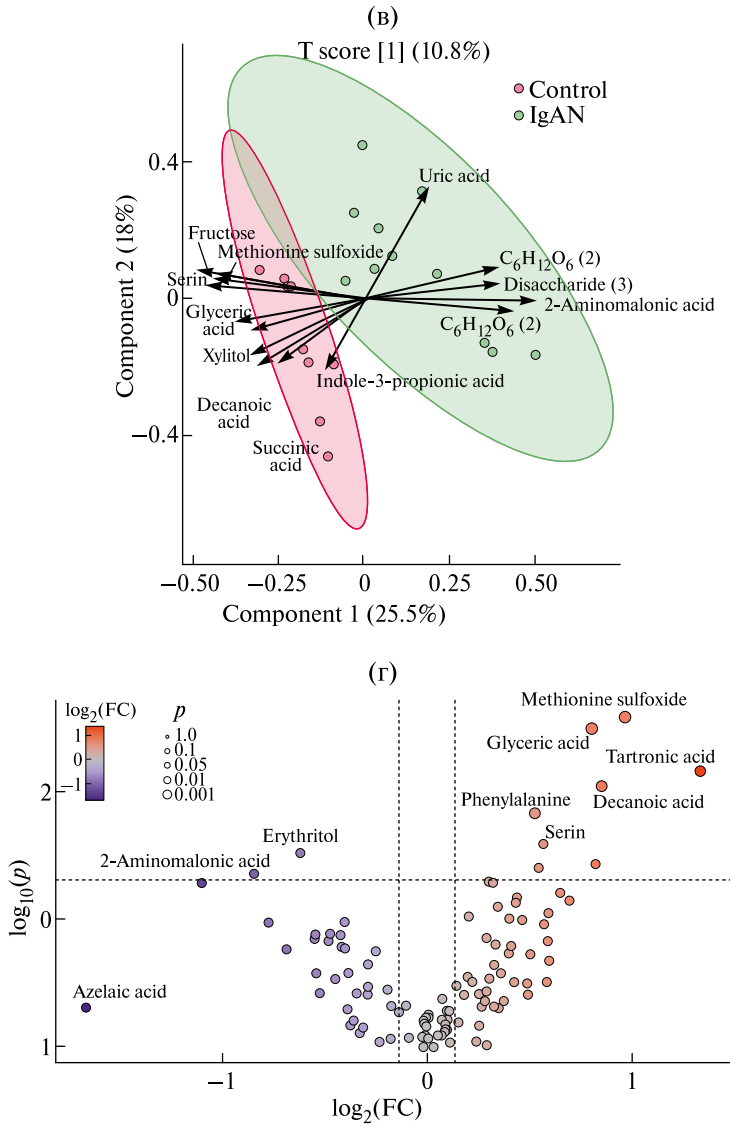 (в)
T score [1] (10.8%)
Control
IgAN
Component 2 (18%)
0.4
0
−0.4
Uric acid
Fructose
Methionine sulfoxide
C₆H₁₂O₆ (2)
Serin
Disaccharide (3)
2-Aminomalonic acid
Glyceric
acid
C₆H₁₂O₆ (2)
Xylitol
Indole-3-propionic acid
Decanoic
acid
Succinic
acid
−0.50 −0.25 0 0.25 0.50
Component 1 (25.5%)
(г)
log₂(FC)
1
0
−1
p
1.0
0.1
0.05
0.01
0.001
Methionine sulfoxide
Glyceric acid
Tartronic acid
Phenylalanine
Decanoic acid
Serin
Erythritol
2-Aminomalonic acid
Azelaic acid
log₁₀(p)
2
0
1
−1 0 1
log₂(FC)